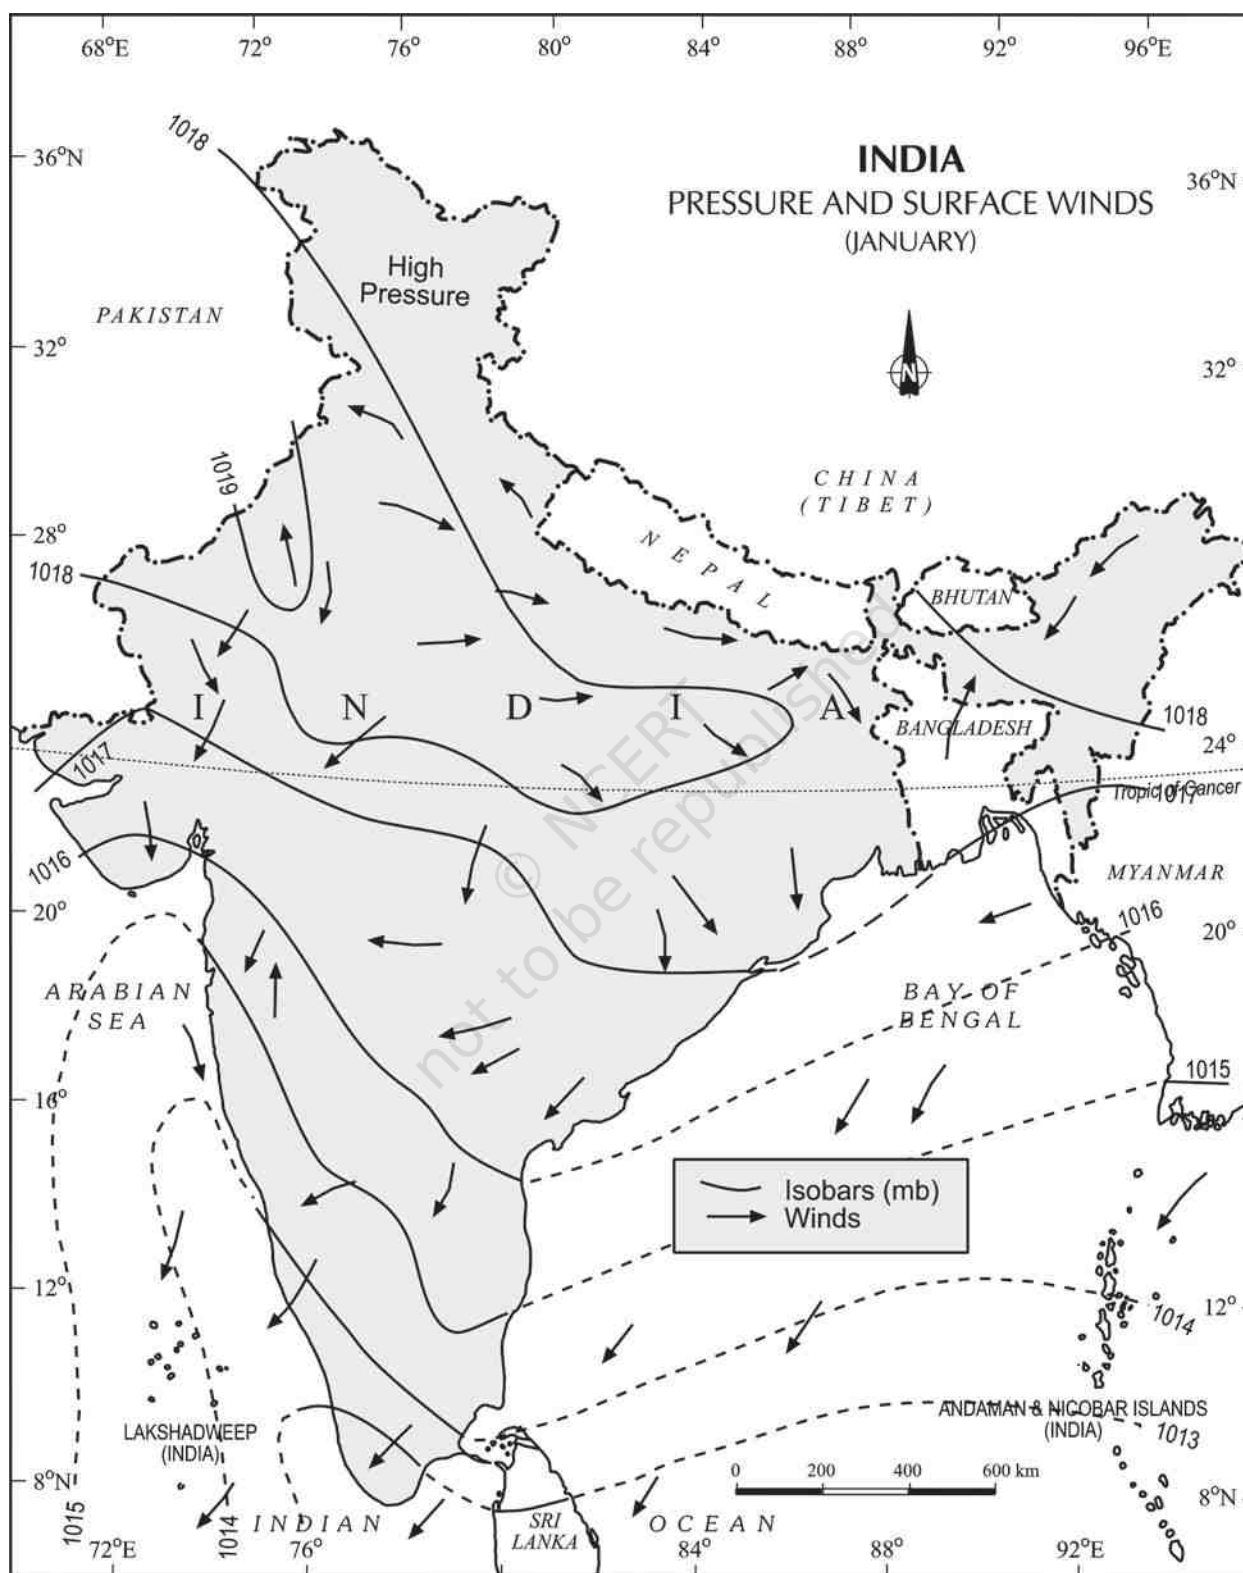 68°E 72° 76° 80° 84° 88° 92° 96°E
1018
36°N
INDIA
36°N
PRESSURE AND SURFACE WINDS
(JANUARY)
High
Pressure
PAKISTAN
N
32°
32°
1019
CHINA
(TIBET)
28°
NEPAL
1018
BHUTAN
I N D I A
BANGLADESH
1018
24°
1017
Tropic of Cancer
1017
1016
MYANMAR
20°
1016
20°
ARABIAN
SEA
BAY OF
BENGAL
© NCERT
not to be republished
16°
1015
Isobars (mb)
Winds
12°
1014
12°
LAKSHADWEEP
(INDIA)
ANDAMAN & NICOBAR ISLANDS
(INDIA)
1013
8°N
0 200 400 600 km
8°N
1015
1014
INDIAN
SRI
LANKA
OCEAN
72°E 76° 84° 88° 92°E